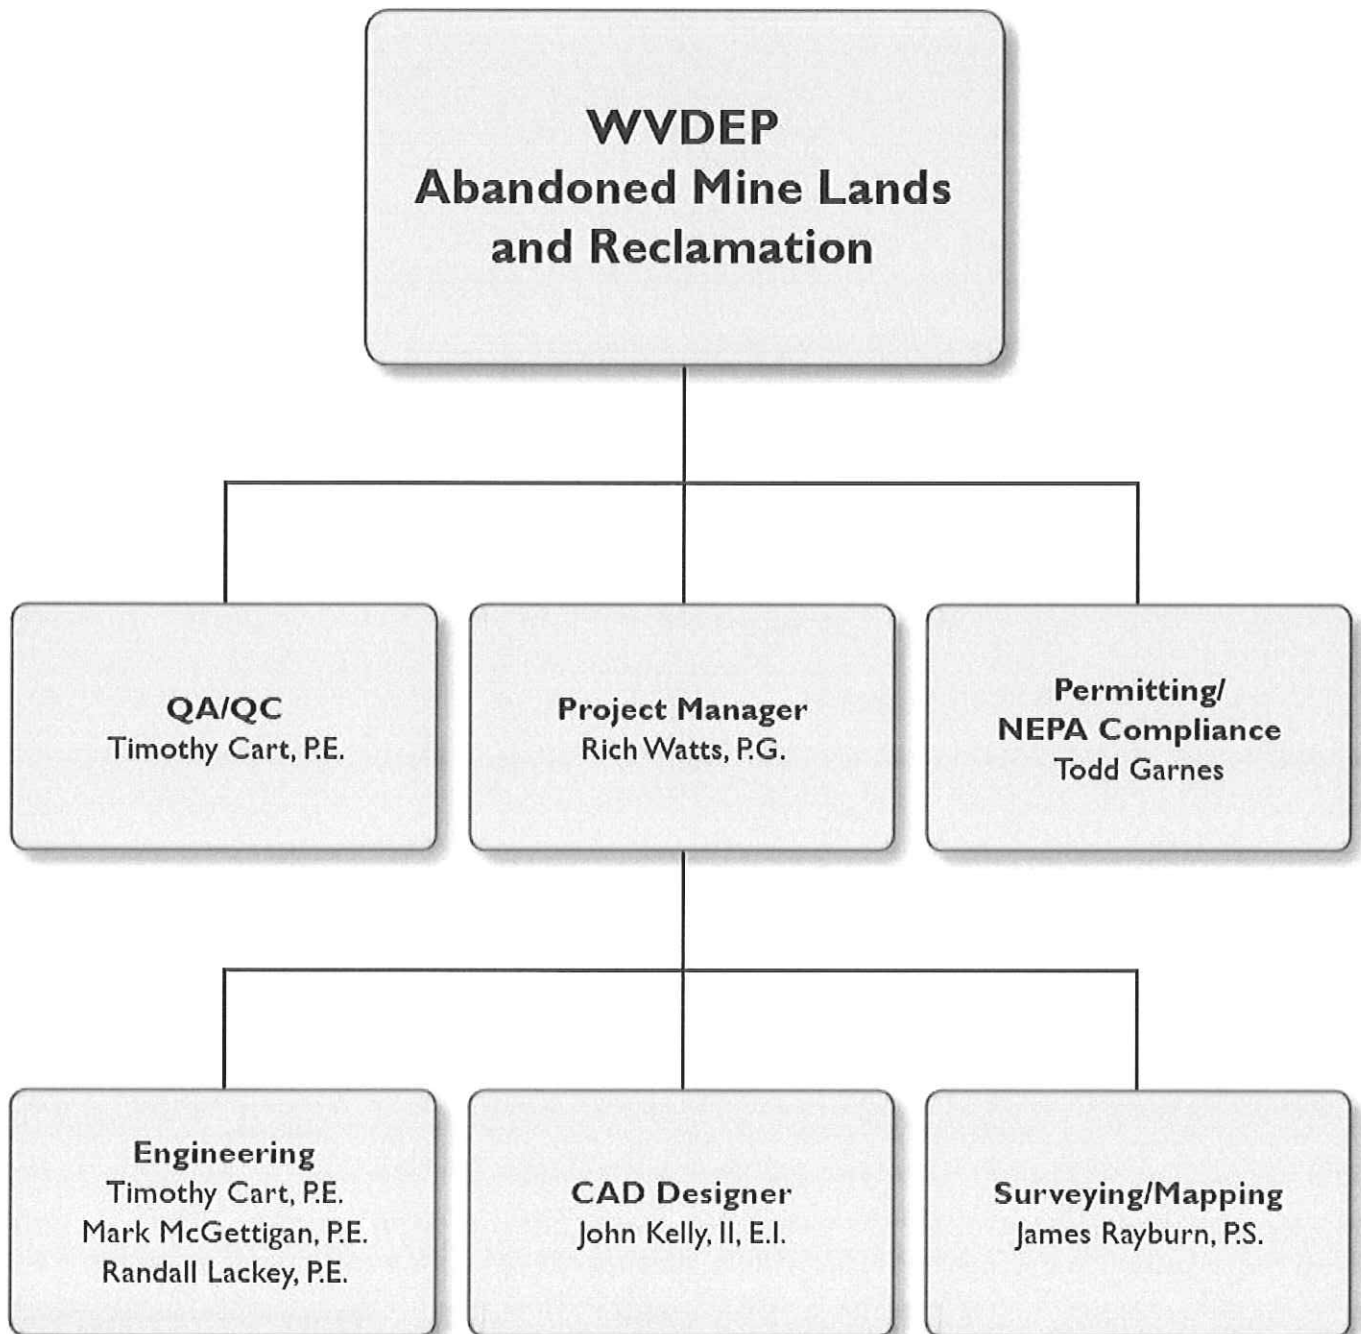 WVDEP
Abandoned Mine Lands
and Reclamation
QA/QC
Timothy Cart, P.E.
Project Manager
Rich Watts, P.G.
Permitting/
NEPA Compliance
Todd Garnes
Engineering
Timothy Cart, P.E.
Mark McGettigan, P.E.
Randall Lackey, P.E.
CAD Designer
John Kelly, II, E.I.
Surveying/Mapping
James Rayburn, P.S.